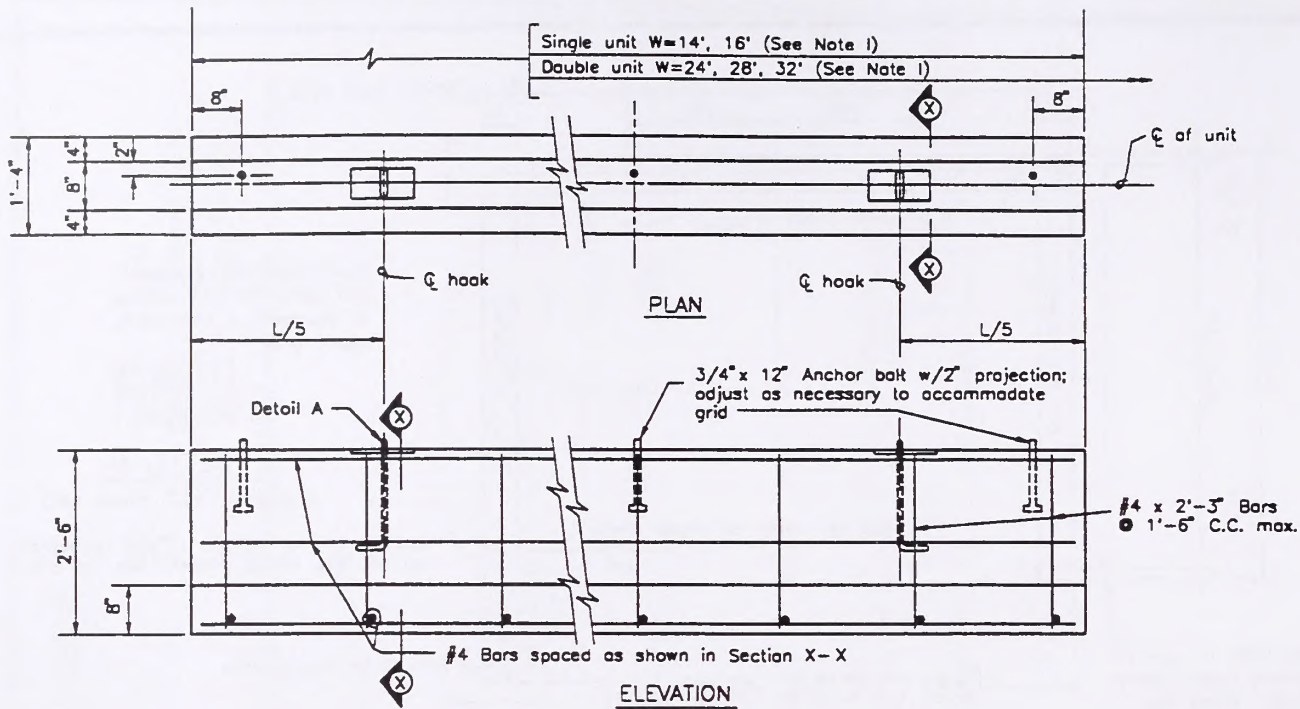 Single unit W=14', 16' (See Note 1)
Double unit W=24', 28', 32' (See Note 1)
8"
X
8"
1'-4"
4"
8"
4"
2"
℄ of unit
℄ hook
℄ hook
X
PLAN
L/5
L/5
3/4" x 12" Anchor bolt w/2" projection;
adjust as necessary to accommodate
grid
Detail A
X
2'-6"
8"
#4 x 2'-3" Bars
@ 1'-6" C.C. max.
#4 Bars spaced as shown in Section X-X
X
ELEVATION